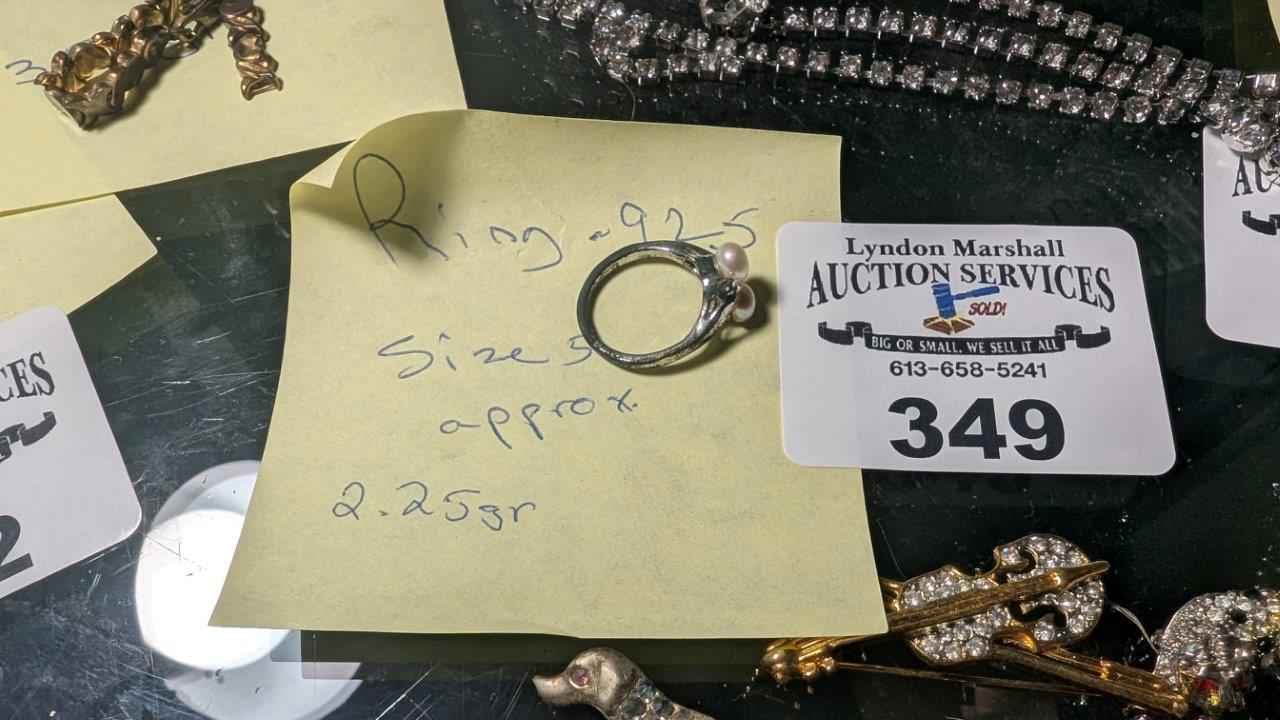 Ring .925
Size 5
approx
2.25gr
Lyndon Marshall
AUCTION SERVICES
SOLD!
BIG OR SMALL, WE SELL IT ALL
613-658-5241
349
CES
2
AU